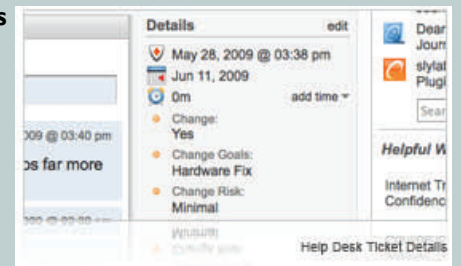 s
Details edit
May 28, 2009 @ 03:38 pm
Jun 11, 2009
0m add time
Change:
Yes
Change Goals:
Hardware Fix
Change Risk:
Minimal
009 @ 03:40 pm
os far more
Dear
Journ
slylat
Plugi
Sear
Helpful W
Internet Tr
Confidenc
Help Desk Ticket Details